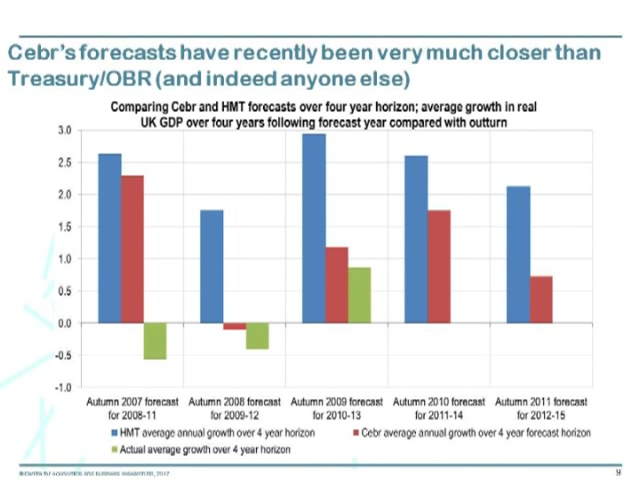 Cebr's forecasts have recently been very much closer than
Treasury/OBR (and indeed anyone else)
Comparing Cebr and HMT forecasts over four year horizon; average growth in real
UK GDP over four years following forecast year compared with outturn
3.0
2.5
2.0
1.5
1.0
0.5
0.0
-0.5
-1.0
Autumn 2007 forecast Autumn 2008 forecast Autumn 2009 forecast Autumn 2010 forecast Autumn 2011 forecast
for 2008-11 for 2009-12 for 2010-13 for 2011-14 for 2012-15
HMT average annual growth over 4 year horizon Cebr average annual growth over 4 year forecast horizon
Actual average growth over 4 year horizon
9